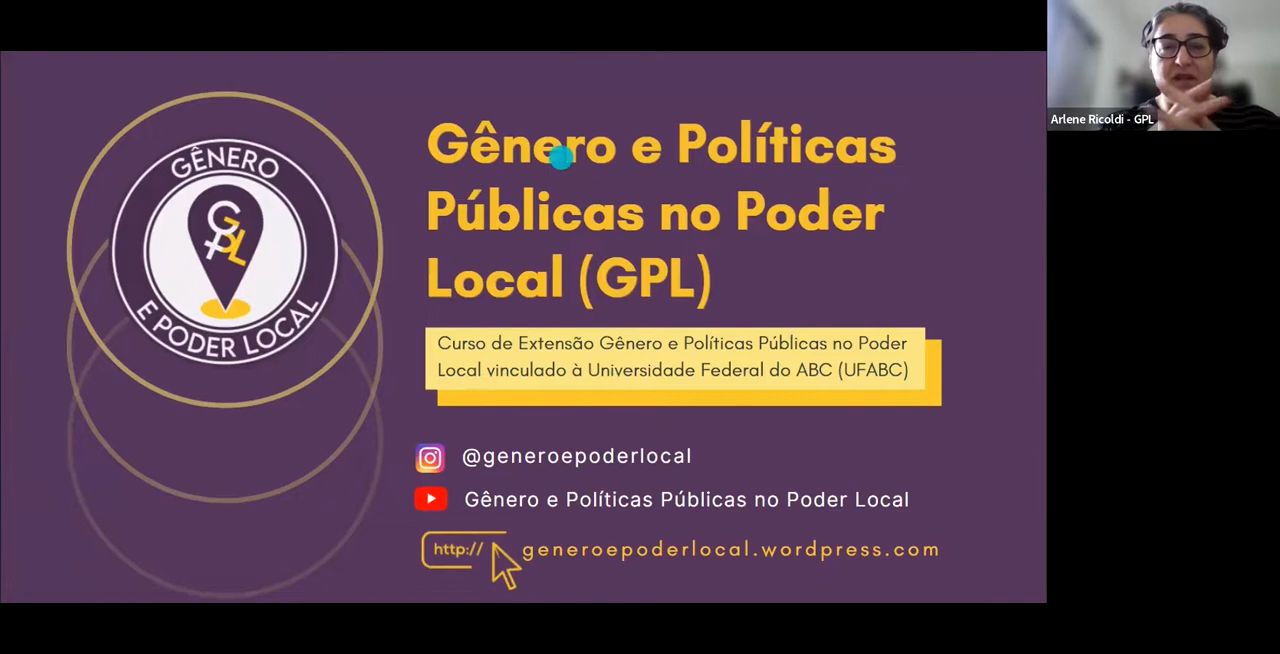 GÊNERO
GPL
E PODER LOCAL
Gênero e Políticas
Públicas no Poder
Local (GPL)
Curso de Extensão Gênero e Políticas Públicas no Poder
Local vinculado à Universidade Federal do ABC (UFABC)
@generoepoderlocal
Gênero e Políticas Públicas no Poder Local
http://
generoepoderlocal.wordpress.com
Arlene Ricoldi - GPL